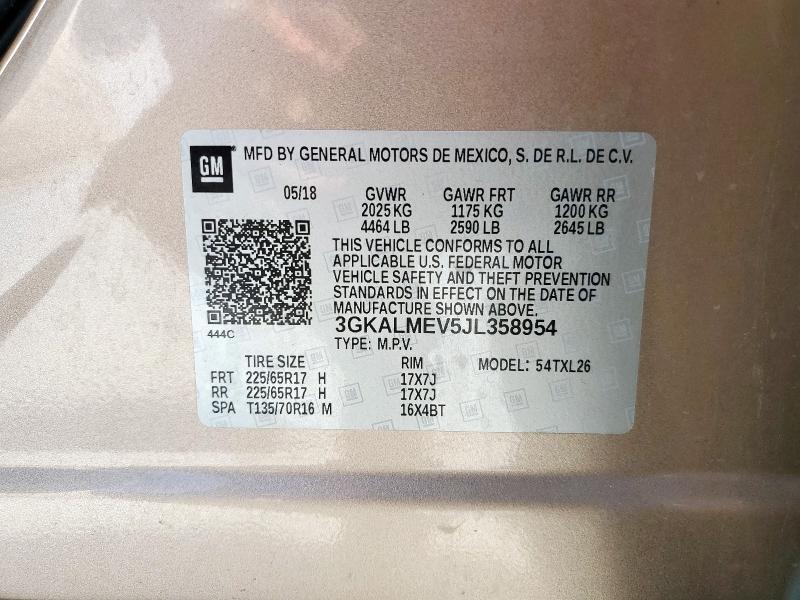 GM
MFD BY GENERAL MOTORS DE MEXICO, S. DE R.L. DE C.V.
05/18 GVWR GAWR FRT GAWR RR
2025 KG 1175 KG 1200 KG
4464 LB 2590 LB 2645 LB
THIS VEHICLE CONFORMS TO ALL
APPLICABLE U.S. FEDERAL MOTOR
VEHICLE SAFETY AND THEFT PREVENTION
STANDARDS IN EFFECT ON THE DATE OF
MANUFACTURE SHOWN ABOVE.
3GKALMEV5JL358954
444C
TYPE: M.P.V.
TIRE SIZE RIM MODEL: 54TXL26
FRT 225/65R17 H 17X7J
RR 225/65R17 H 17X7J
SPA T135/70R16 M 16X4BT